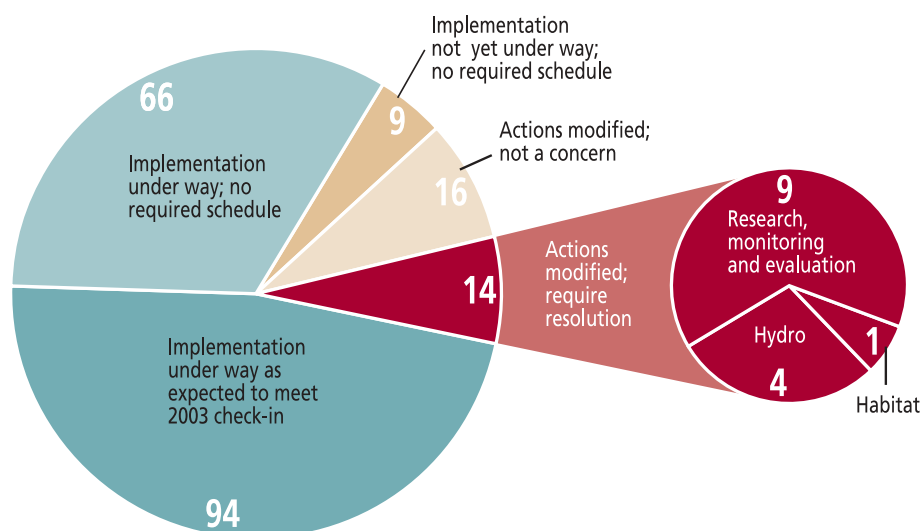 Implementation
not yet under way;
no required schedule
66
9
Actions modified;
not a concern
Implementation
under way; no
required schedule
16
9
Research,
monitoring
and evaluation
Actions
modified;
require
resolution
14
Hydro
1
4
Habitat
Implementation
under way as
expected to meet
2003 check-in
94